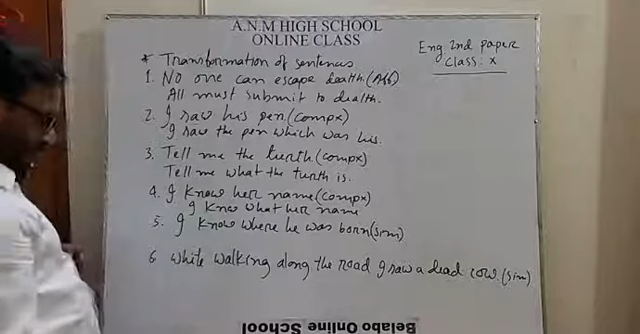 A.N.M HIGH SCHOOL
ONLINE CLASS
Eng. 2nd paper
Class: x
* Transformation of sentences
1. No one can escape death. (Aff)
All must submit to dealth.
2. I saw his pen (compx)
I saw the pen which was his.
3. Tell me the turth. (compx)
Tell me what the turth is.
4. I know her name (compx)
I know what her name
5. I know where he was born (sim)
6 While walking along the road I saw a dead cow. (sim)
Belabo Online School